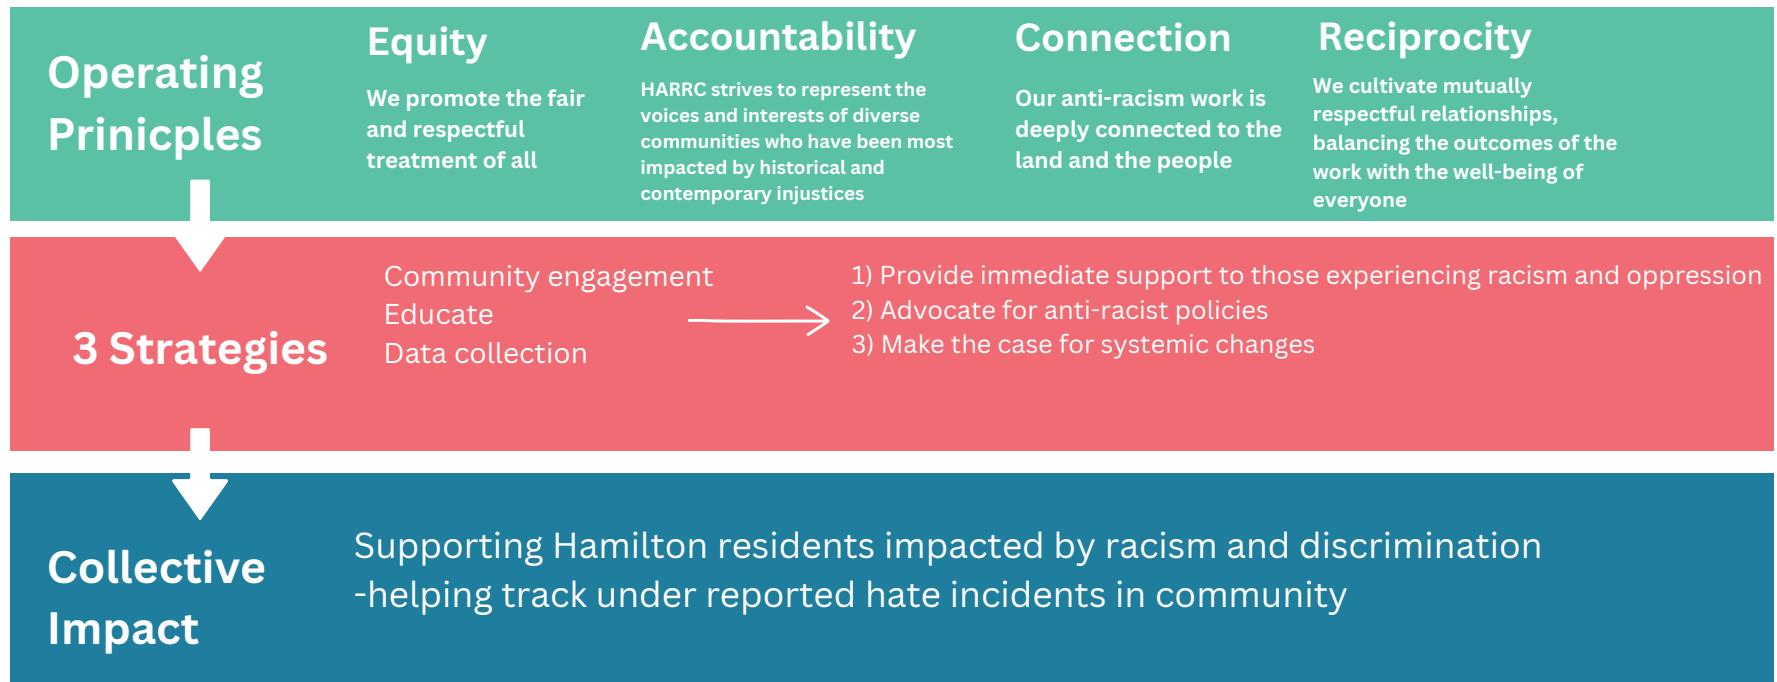 Operating
Prinicples
Equity
We promote the fair
and respectful
treatment of all
Accountability
HARRC strives to represent the
voices and interests of diverse
communities who have been most
impacted by historical and
contemporary injustices
Connection
Our anti-racism work is
deeply connected to the
land and the people
Reciprocity
We cultivate mutually
respectful relationships,
balancing the outcomes of the
work with the well-being of
everyone
3 Strategies
Community engagement
Educate
Data collection
1) Provide immediate support to those experiencing racism and oppression
2) Advocate for anti-racist policies
3) Make the case for systemic changes
Collective
Impact
Supporting Hamilton residents impacted by racism and discrimination
-helping track under reported hate incidents in community